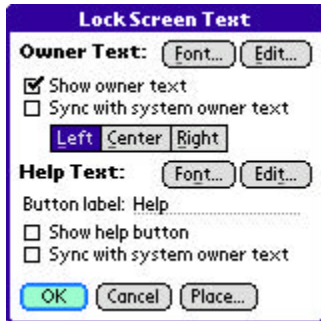 Lock Screen Text
Owner Text: Font... Edit...
Show owner text
Sync with system owner text
Left Center Right
Help Text: Font... Edit...
Button label: Help
Show help button
Sync with system owner text
OK Cancel Place...